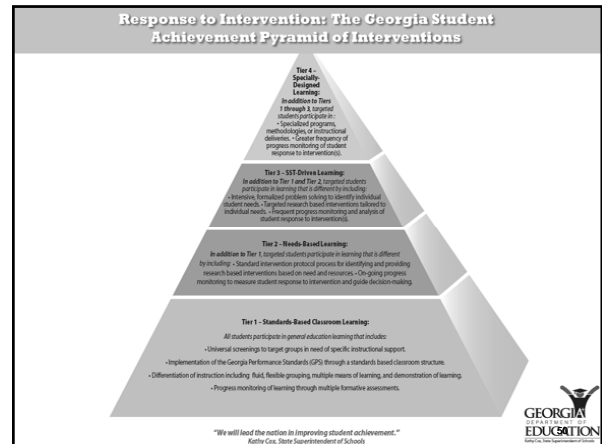 Response to Intervention: The Georgia Student
Achievement Pyramid of Interventions
Tier 4 –
Specially-
Designed
Learning:
In addition to Tiers
1 through 3, targeted
students participate in:
• Specialized programs,
methodologies, or instructional
deliveries. • Greater frequency of
progress monitoring of student
response to intervention(s).
Tier 3 – SST-Driven Learning:
In addition to Tier 1 and Tier 2, targeted students
participate in learning that is different by including:
• Intensive, formalized problem solving to identify individual
student needs. • Targeted research based interventions tailored to
individual needs. • Frequent progress monitoring and analysis of
student response to intervention(s).
Tier 2 – Needs-Based Learning:
In addition to Tier 1, targeted students participate in learning that is different
by including: • Standard intervention protocol process for identifying and providing
research based interventions based on need and resources. • On-going progress
monitoring to measure student response to intervention and guide decision-making.
Tier 1 – Standards-Based Classroom Learning:
All students participate in general education learning that includes:
• Universal screenings to target groups in need of specific instructional support.
• Implementation of the Georgia Performance Standards (GPS) through a standards based classroom structure.
• Differentiation of instruction including fluid, flexible grouping, multiple means of learning, and demonstration of learning.
• Progress monitoring of learning through multiple formative assessments.
"We will lead the nation in improving student achievement."
Kathy Cox, State Superintendent of Schools
GEORGIA
DEPARTMENT OF
EDUCATION
Kathy Cox, State Superintendent of Schools